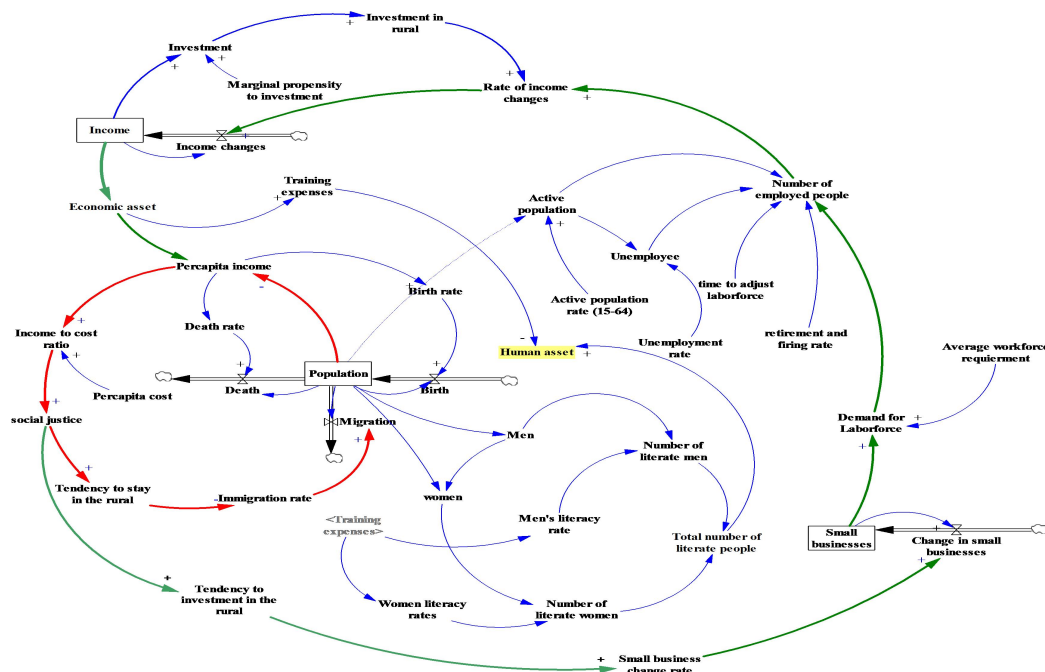 Investment in
rural
Investment
Marginal propensity
to investment
Rate of income
changes
Income
Income changes
Training
expenses
Economic asset
Active
population
Number of
employed people
Percapita income
Unemployee
Birth rate
time to adjust
laborforce
Active population
rate (15-64)
Death rate
Income to cost
ratio
retirement and
firing rate
Unemployment
rate
Human asset
Average workforce
requierment
Population
Percapita cost
Death
Birth
social justice
Migration
Demand for
Laborforce
Men
Number of
literate men
Tendency to stay
in the rural
Immigration rate
women
<Training
expenses>
Men's literacy
rate
Total number of
literate people
Small
businesses
Change in small
businesses
Tendency to
investment in the
rural
Women literacy
rates
Number of
literate women
Small business
change rate